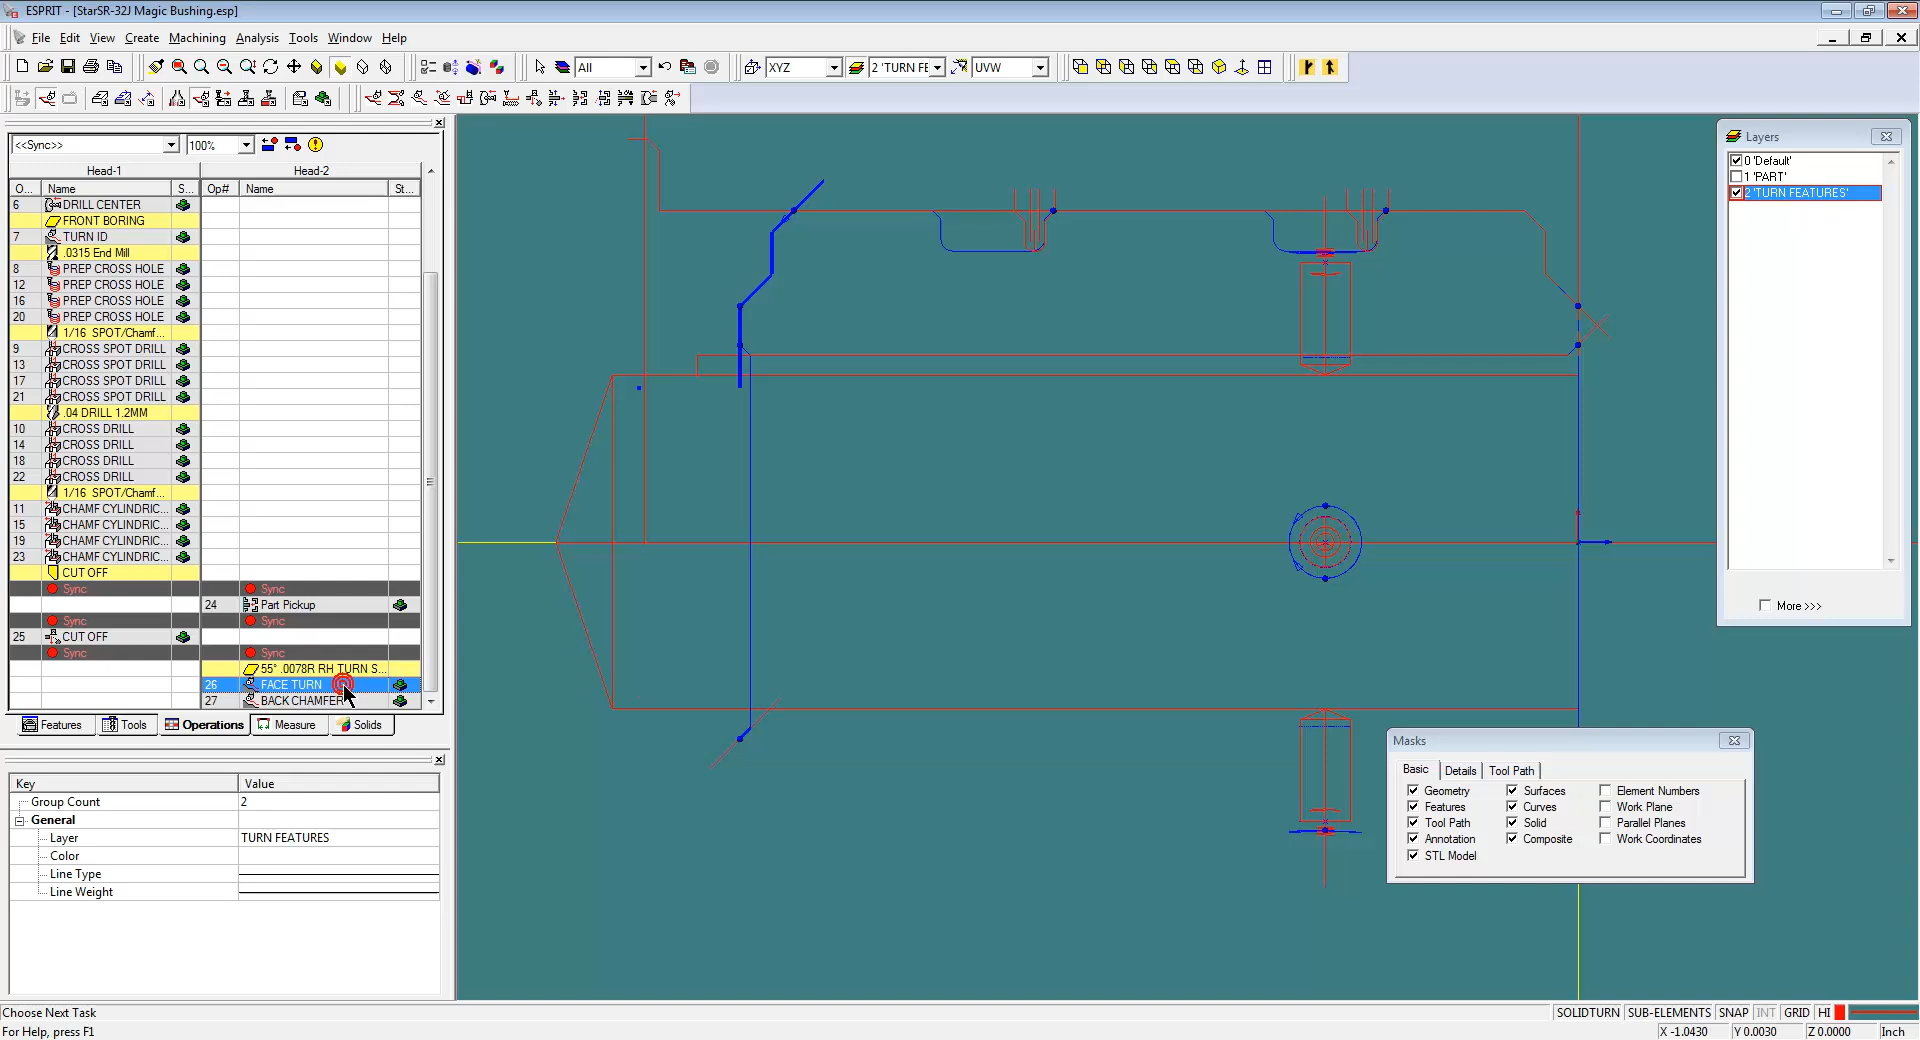 ESPRIT - [StarSR-32J Magic Bushing.esp]
File Edit View Create Machining Analysis Tools Window Help
All XYZ 2 'TURN FE UVW
<<Sync>> 100%
Head-1 Head-2
O... Name S... Op# Name St...
6 DRILL CENTER
FRONT BORING
7 TURN ID
.0315 End Mill
8 PREP CROSS HOLE
12 PREP CROSS HOLE
16 PREP CROSS HOLE
20 PREP CROSS HOLE
1/16 SPOT/Chamf...
9 CROSS SPOT DRILL
13 CROSS SPOT DRILL
17 CROSS SPOT DRILL
21 CROSS SPOT DRILL
.04 DRILL 1.2MM
10 CROSS DRILL
14 CROSS DRILL
18 CROSS DRILL
22 CROSS DRILL
1/16 SPOT/Chamf...
11 CHAMF CYLINDRIC...
15 CHAMF CYLINDRIC...
19 CHAMF CYLINDRIC...
23 CHAMF CYLINDRIC...
CUT OFF
Sync Sync
24 Part Pickup
Sync Sync
25 CUT OFF
Sync Sync
55° .0078R RH TURN S...
26 FACE TURN
27 BACK CHAMFER
Features Tools Operations Measure Solids
Key Value
Group Count 2
General
Layer TURN FEATURES
Color
Line Type
Line Weight
Layers
0 'Default'
1 'PART'
2 'TURN FEATURES'
More >>>
Masks
Basic Details Tool Path
Geometry Surfaces Element Numbers
Features Curves Work Plane
Tool Path Solid Parallel Planes
Annotation Composite Work Coordinates
STL Model
Choose Next Task SOLIDTURN SUB-ELEMENTS SNAP INT GRID HI
For Help, press F1 X -1.0430 Y 0.0030 Z 0.0000 Inch